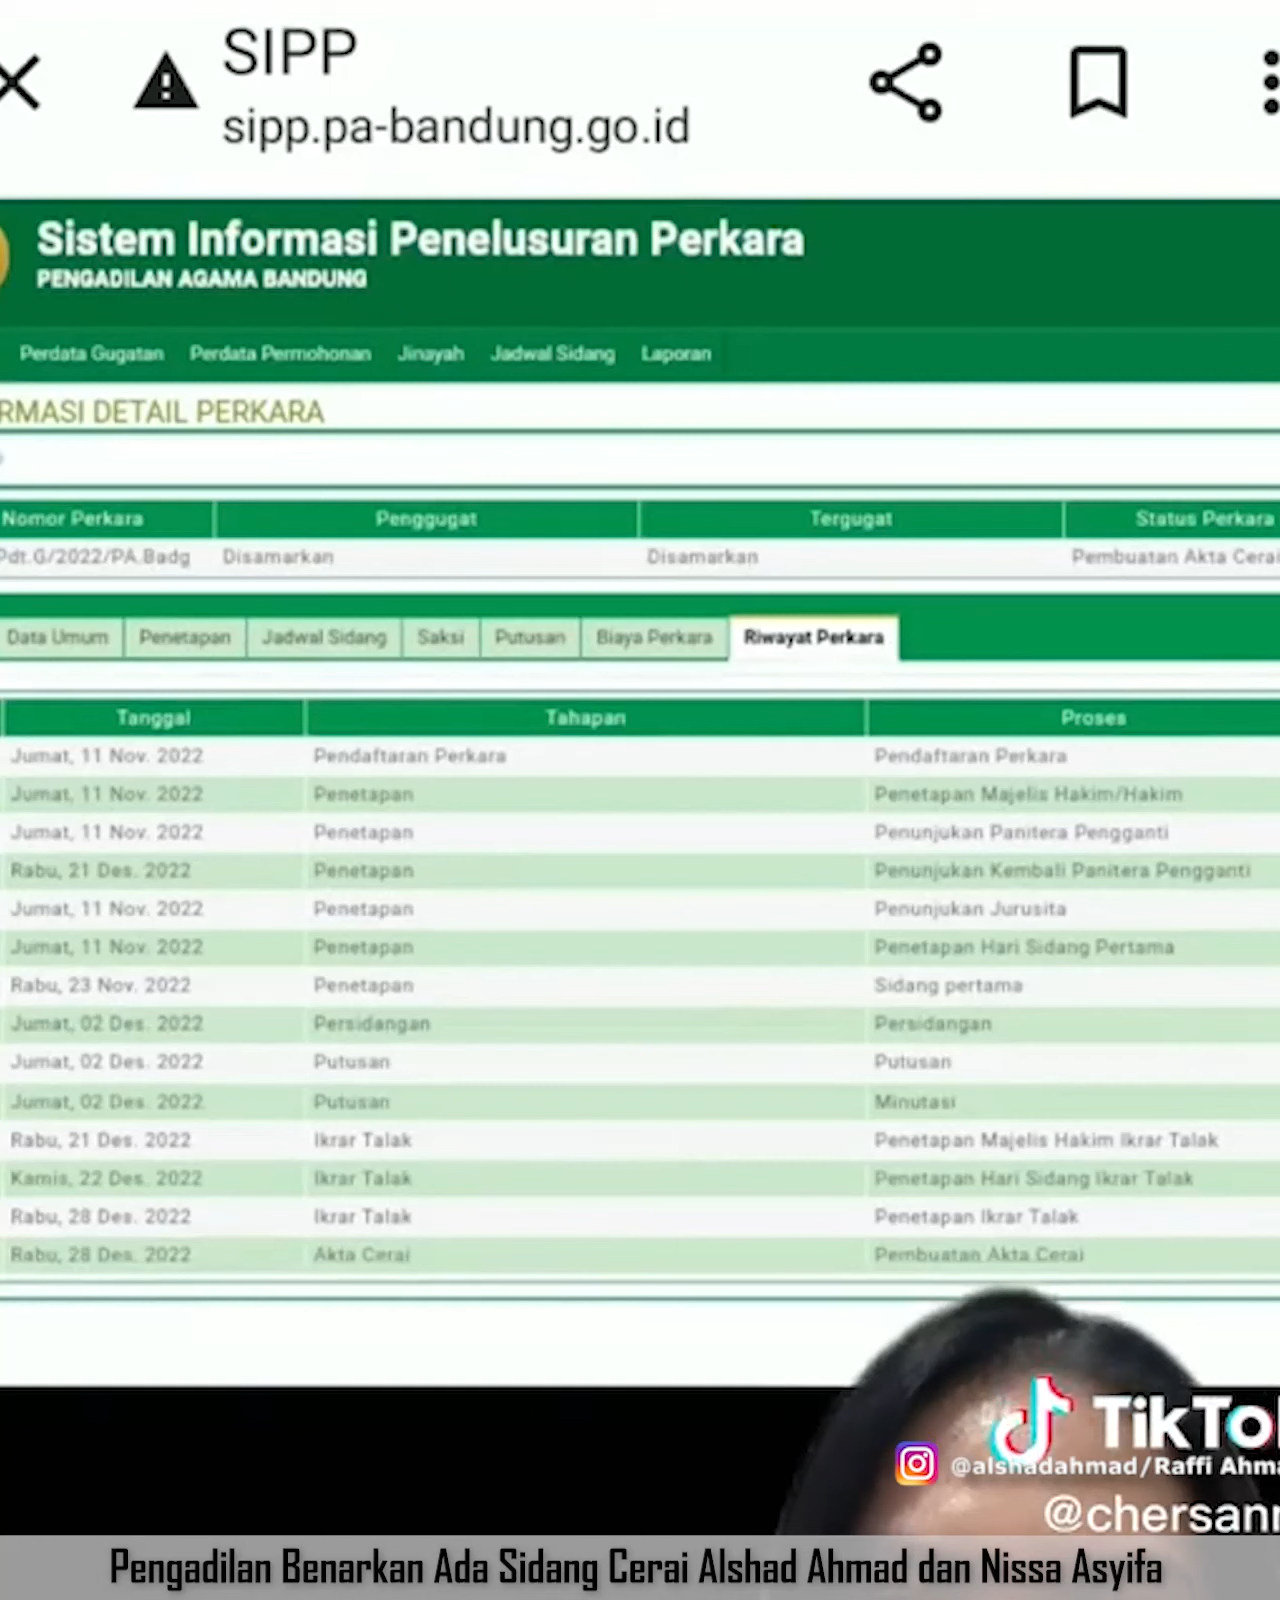 SIPP
sipp.pa-bandung.go.id
Sistem Informasi Penelusuran Perkara
PENGADILAN AGAMA BANDUNG
Perdata Gugatan Perdata Permohonan Jinayah Jadwal Sidang Laporan
RMASI DETAIL PERKARA
Nomor Perkara Penggugat Tergugat Status Perkara
Pdt.G/2022/PA.Badg Disamarkan Disamarkan Pembuatan Akta Cerai
Data Umum Penetapan Jadwal Sidang Saksi Putusan Biaya Perkara Riwayat Perkara
Tanggal Tahapan Proses
Jumat, 11 Nov. 2022 Pendaftaran Perkara Pendaftaran Perkara
Jumat, 11 Nov. 2022 Penetapan Penetapan Majelis Hakim/Hakim
Jumat, 11 Nov. 2022 Penetapan Penunjukan Panitera Pengganti
Rabu, 21 Des. 2022 Penetapan Penunjukan Kembali Panitera Pengganti
Jumat, 11 Nov. 2022 Penetapan Penunjukan Jurusita
Jumat, 11 Nov. 2022 Penetapan Penetapan Hari Sidang Pertama
Rabu, 23 Nov. 2022 Penetapan Sidang pertama
Jumat, 02 Des. 2022 Persidangan Persidangan
Jumat, 02 Des. 2022 Putusan Putusan
Jumat, 02 Des. 2022 Putusan Minutasi
Rabu, 21 Des. 2022 Ikrar Talak Penetapan Majelis Hakim Ikrar Talak
Kamis, 22 Des. 2022 Ikrar Talak Penetapan Hari Sidang Ikrar Talak
Rabu, 28 Des. 2022 Ikrar Talak Penetapan Ikrar Talak
Rabu, 28 Des. 2022 Akta Cerai Pembuatan Akta Cerai
TikTo
@alshadahmad/Raffi Ahma
@chersan
Pengadilan Benarkan Ada Sidang Cerai Alshad Ahmad dan Nissa Asyifa